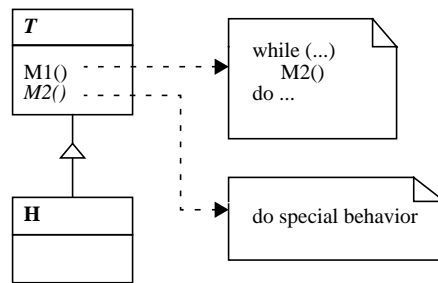 T
M1()
M2()
H
while (...)
M2()
do ...
do special behavior